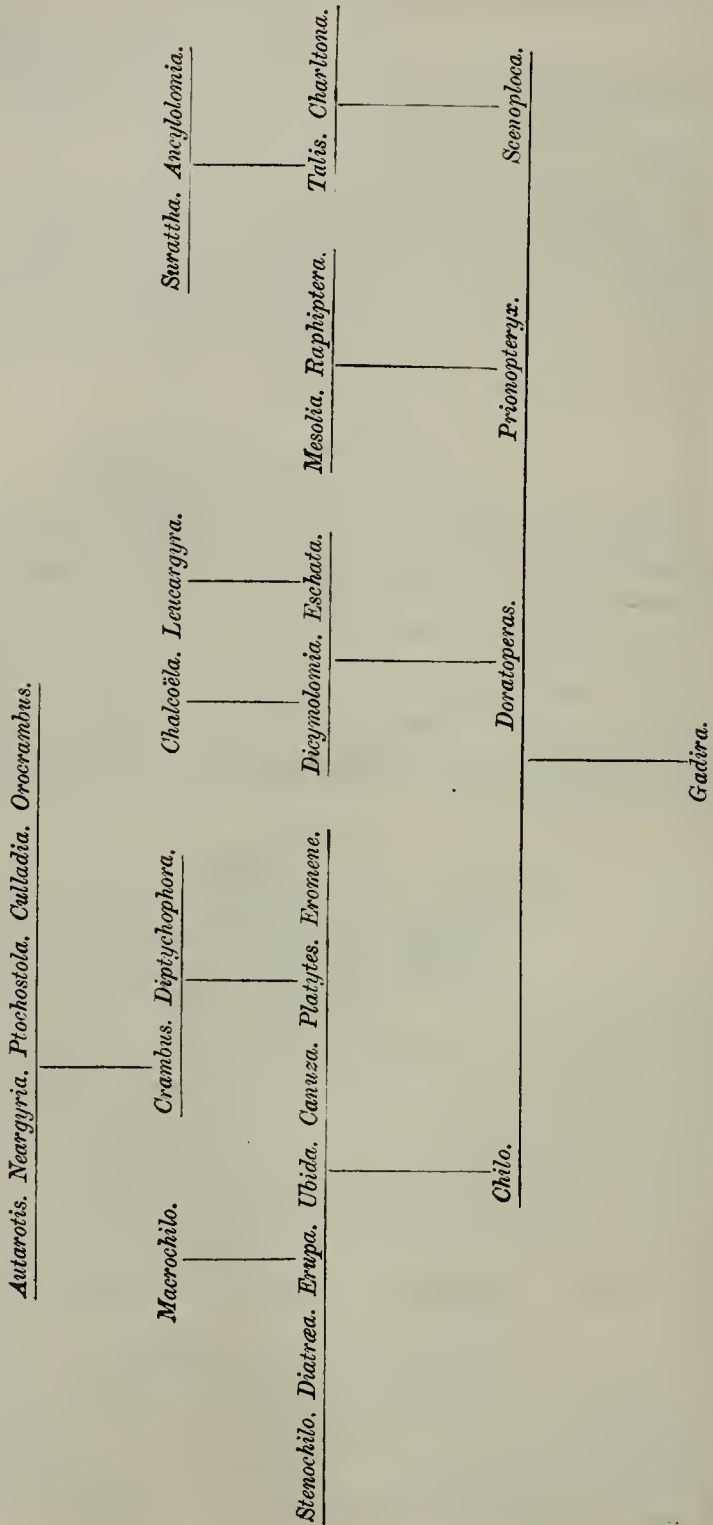 Autarotis. Neargyria. Ptochostola. Culladia. Orocrambus.
Macrochilo.
Crambus. Diptychophora.
Chalcoëla. Leucargyra.
Surattha. Ancylolomia.
Stenochilo. Diatræa. Erupa. Ubida. Canuza. Platytes. Eromene.
Dicymolomia. Eschata.
Mesolia. Raphiptera.
Talis. Charltona.
Chilo.
Doratoperas.
Prionopteryx.
Scenoploca.
Gadira.